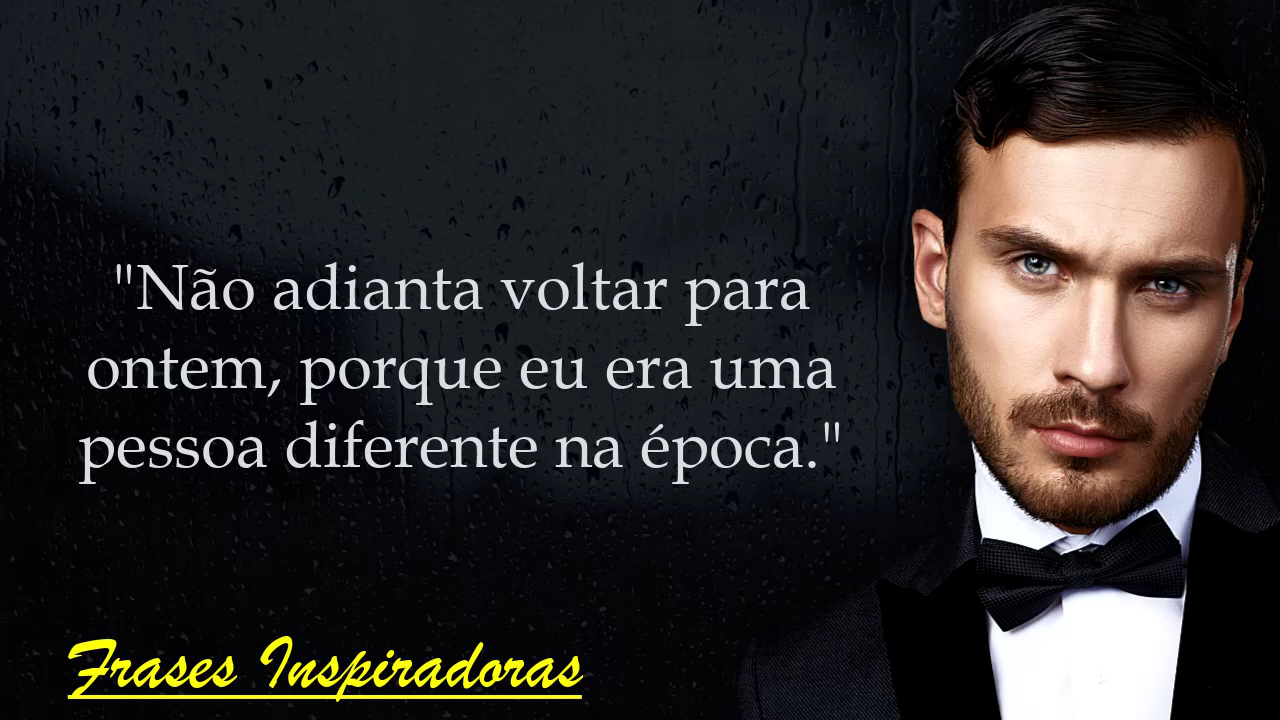 "Não adianta voltar para
ontem, porque eu era uma
pessoa diferente na época."
Frases Inspiradoras